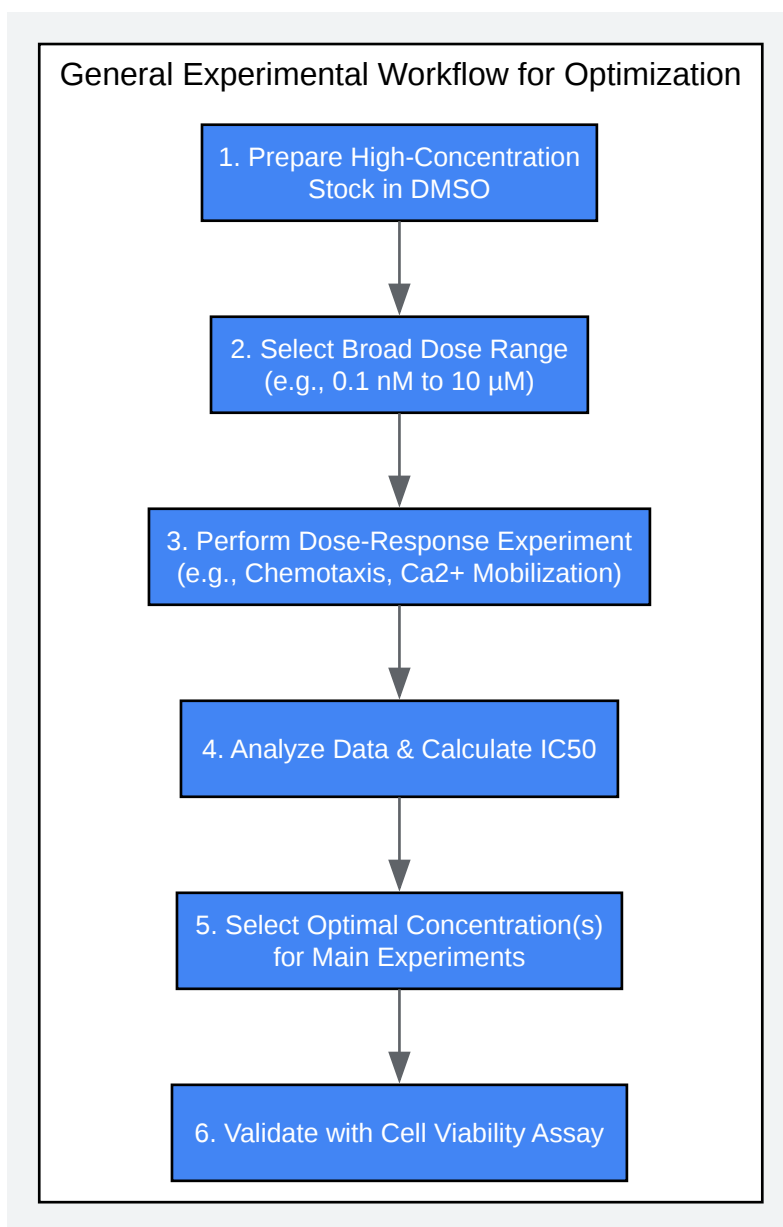 General Experimental Workflow for Optimization
1. Prepare High-Concentration
Stock in DMSO
2. Select Broad Dose Range
(e.g., 0.1 nM to 10 µM)
3. Perform Dose-Response Experiment
(e.g., Chemotaxis, Ca2+ Mobilization)
4. Analyze Data & Calculate IC50
5. Select Optimal Concentration(s)
for Main Experiments
6. Validate with Cell Viability Assay